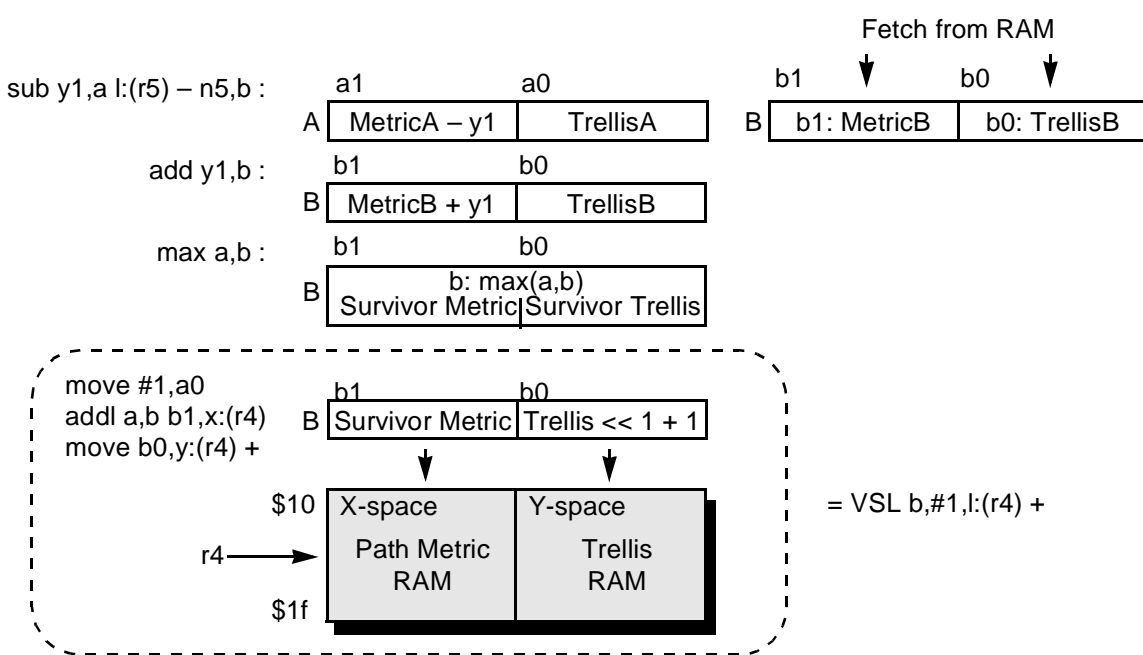 Fetch from RAM
sub y1,a l:(r5) – n5,b :
a1 a0
b1 b0
A MetricA – y1 TrellisA
B b1: MetricB b0: TrellisB
add y1,b :
b1 b0
B MetricB + y1 TrellisB
max a,b :
b1 b0
B b: max(a,b)
Survivor Metric Survivor Trellis
move #1,a0
addl a,b b1,x:(r4)
move b0,y:(r4) +
b1 b0
B Survivor Metric Trellis << 1 + 1
$10 X-space Y-space
r4 Path Metric Trellis
RAM RAM
$1f
= VSL b,#1,l:(r4) +